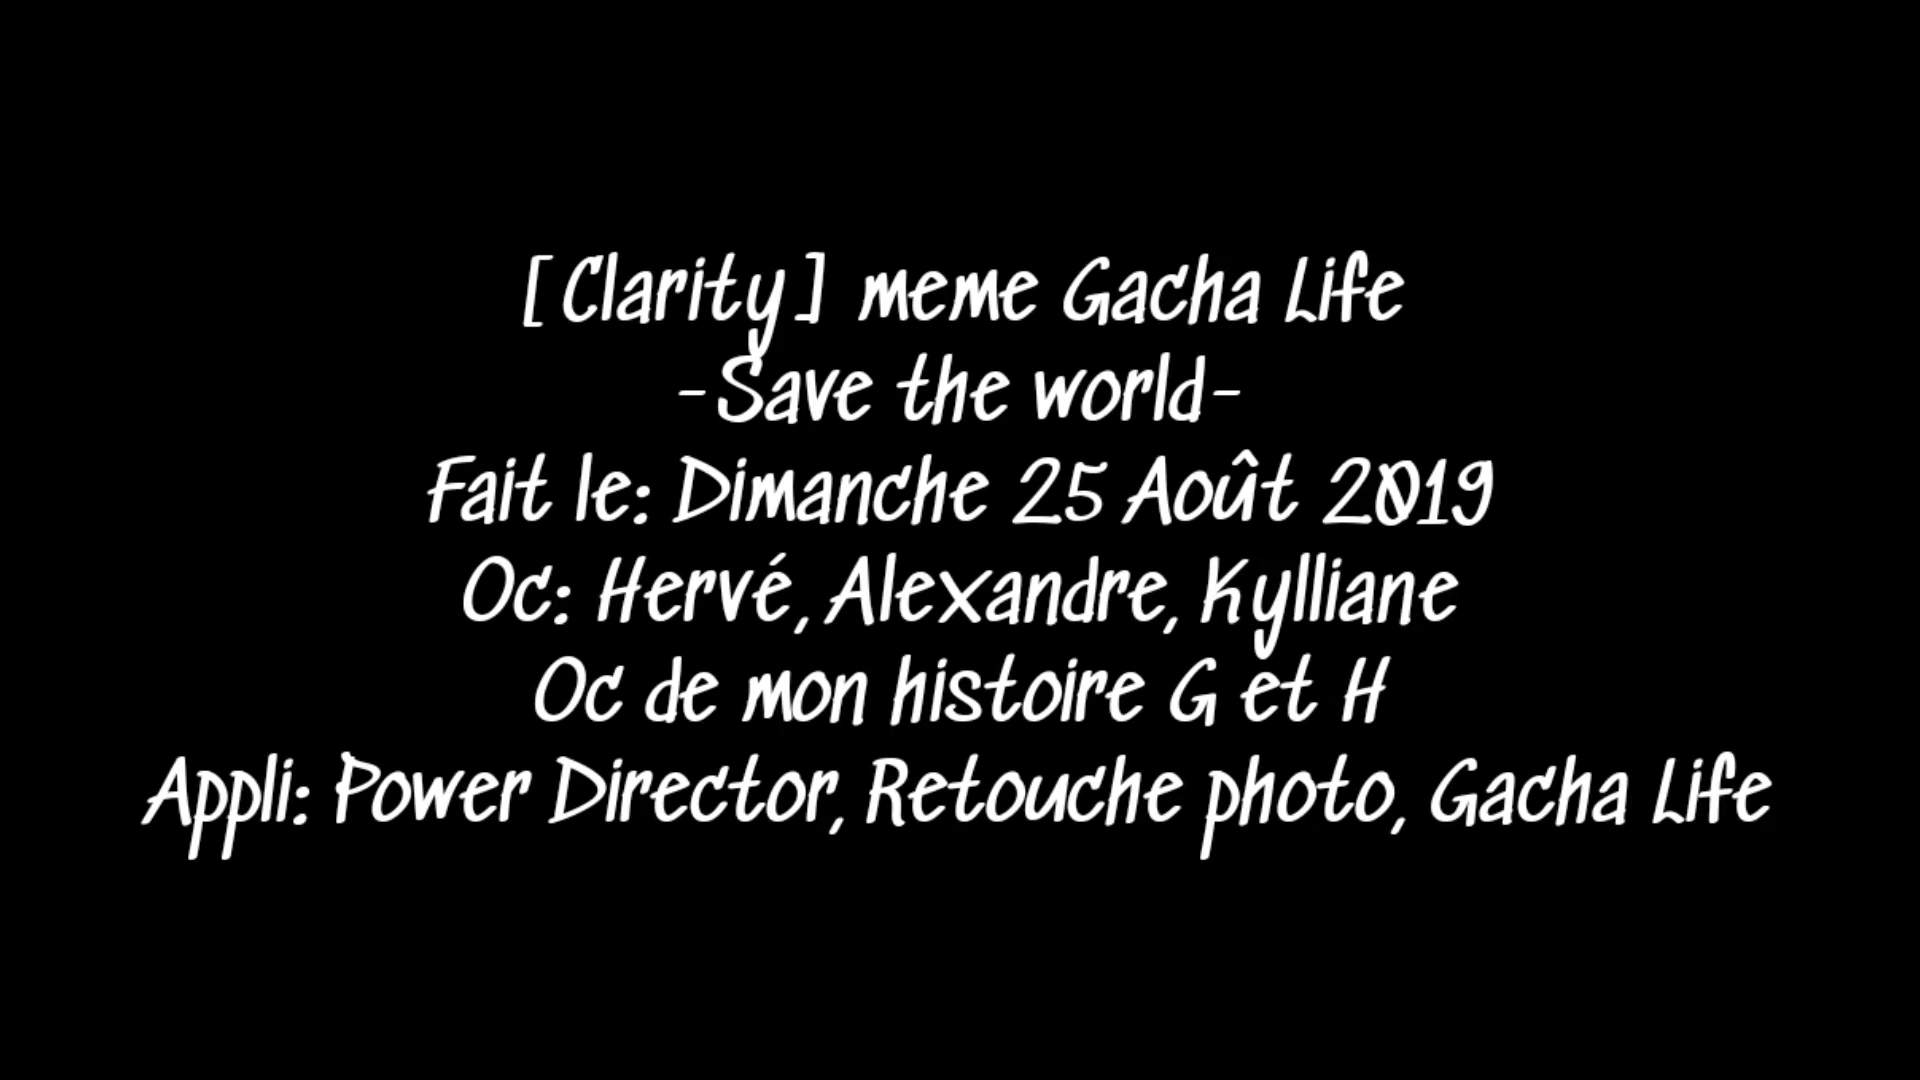 [Clarity] meme Gacha Life
-Save the world-
Fait le: Dimanche 25 Août 2019
Oc: Hervé, Alexandre, Kylliane
Oc de mon histoire G et H
Appli: Power Director, Retouche photo, Gacha Life